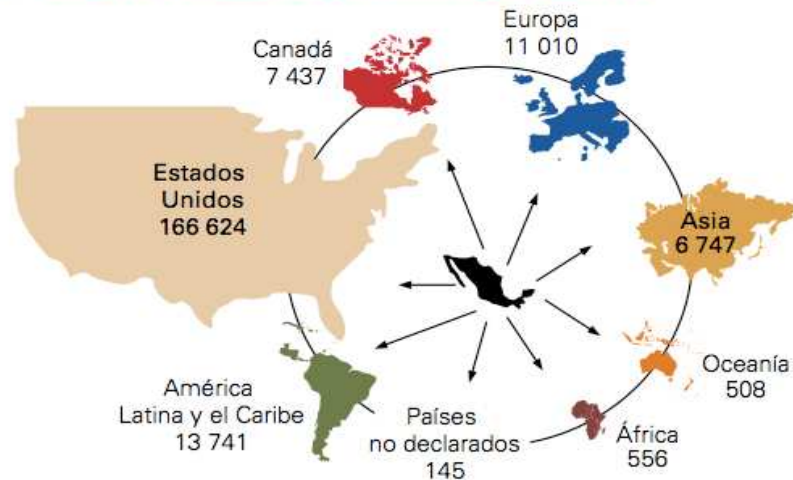 Canadá
7 437
Europa
11 010
Estados
Unidos
166 624
Asia
6 747
Oceanía
508
África
556
Países
no declarados
145
América
Latina y el Caribe
13 741